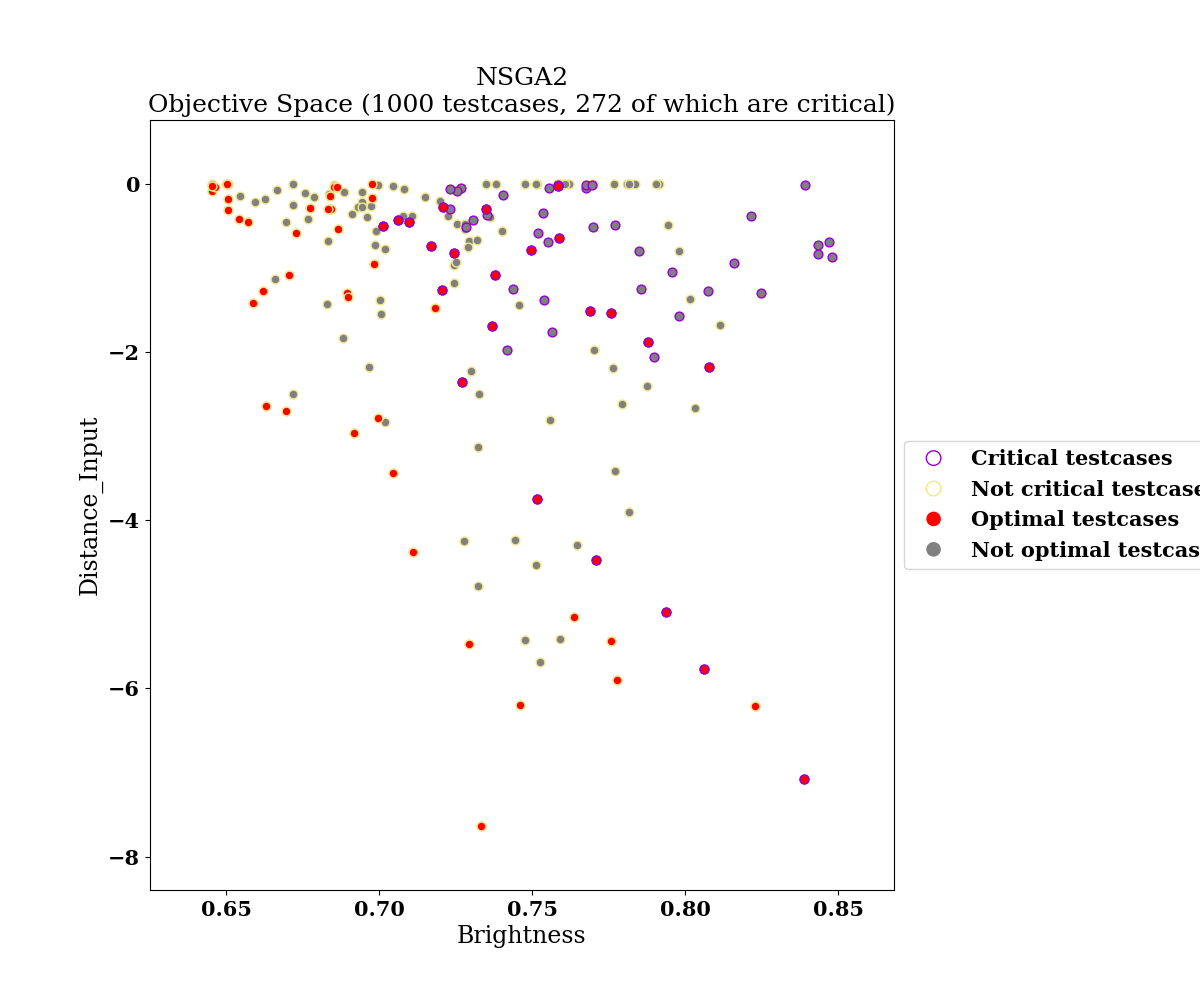 NSGA2
Objective Space (1000 testcases, 272 of which are critical)
0
−2
−4
−6
−8
Distance_Input
0.65 0.70 0.75 0.80 0.85
Brightness
Critical testcases
Not critical testcase
Optimal testcases
Not optimal testcas